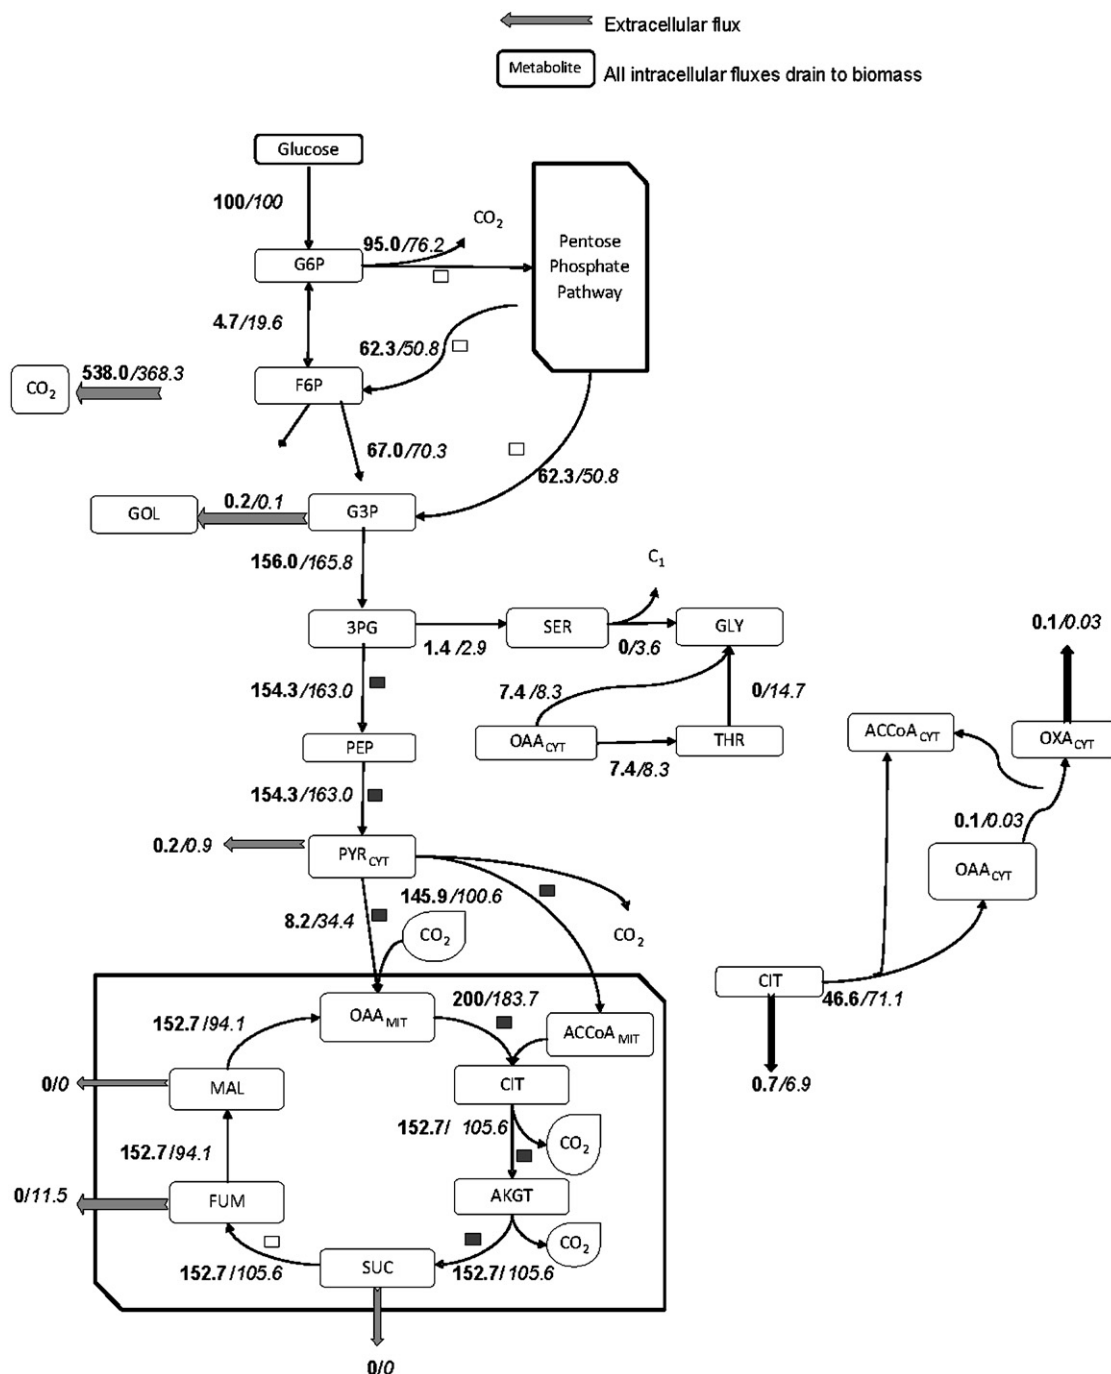 Extracellular flux
Metabolite
All intracellular fluxes drain to biomass
Glucose
100/100
CO2
95.0/76.2
G6P
Pentose
Phosphate
Pathway
4.7/19.6
62.3/50.8
CO2
538.0/368.3
F6P
67.0/70.3
62.3/50.8
GOL
0.2/0.1
G3P
156.0/165.8
C1
3PG
SER
GLY
1.4 /2.9
0/3.6
0.1/0.03
154.3/163.0
7.4/8.3
0/14.7
PEP
OAACYT
THR
7.4/8.3
ACCoACYT
OXACYT
154.3/163.0
0.1/0.03
0.2/0.9
PYRCYT
OAACYT
145.9/100.6
8.2/34.4
CO2
CO2
CIT
46.6/71.1
0.7/6.9
152.7/94.1
OAAMIT
200/183.7
ACCoAMIT
0/0
MAL
CIT
152.7/ 105.6
CO2
152.7/94.1
0/11.5
FUM
AKGT
CO2
152.7/105.6
SUC
152.7/105.6
0/0